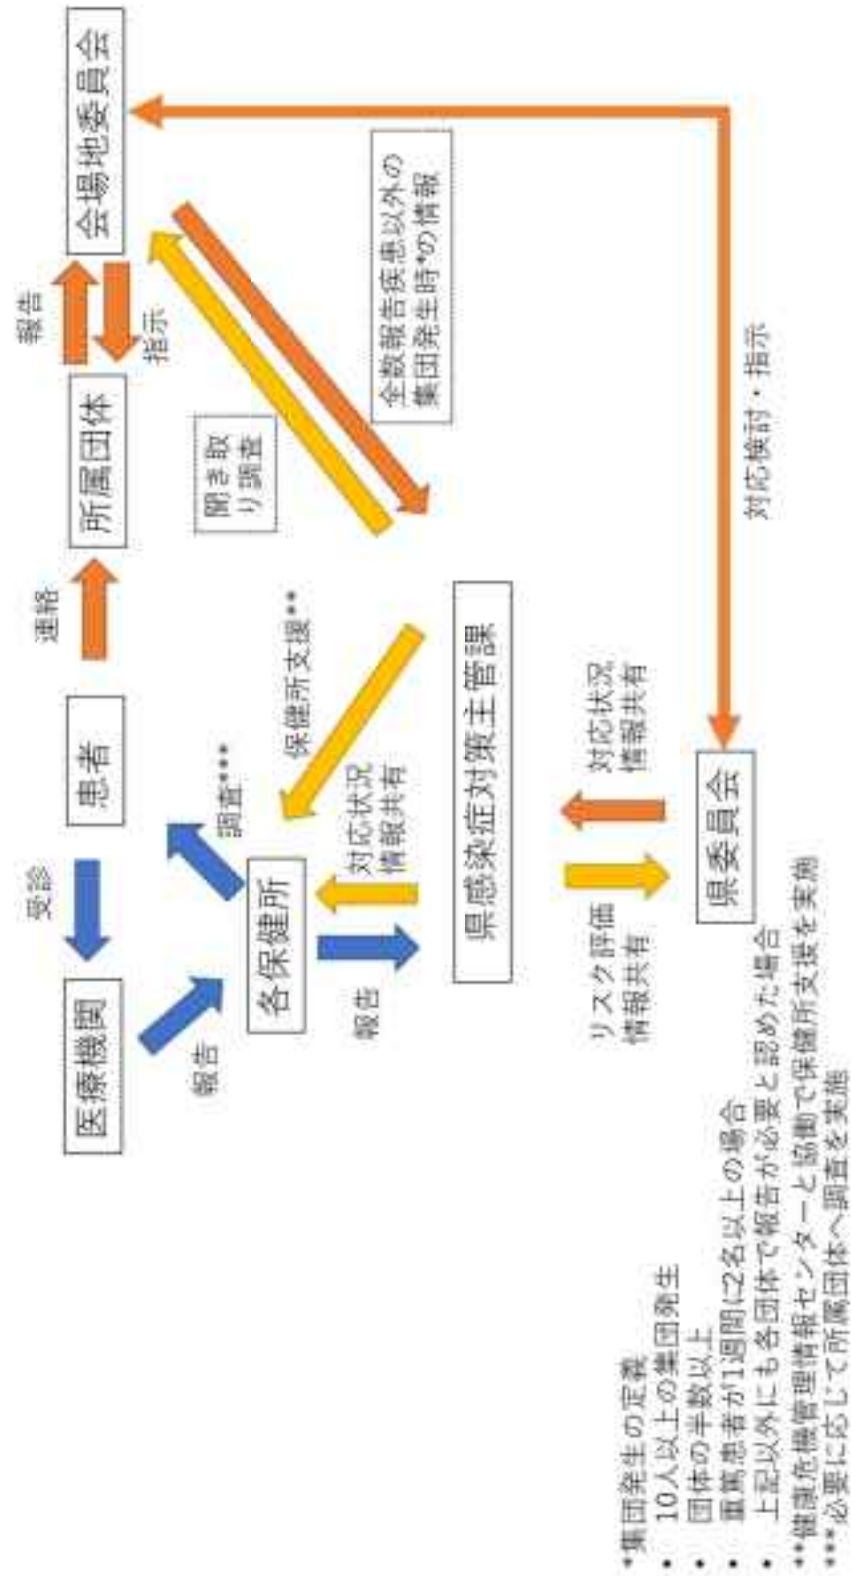 医療機関
受診
患者
連絡
所属団体
報告
指示
会場地委員会
報告
調査***
各保健所
保健所支援**
聞き取
り調査
全数報告疾患以外の
集団発生時*の情報
報告
対応状況
情報共有
県感染症対策主管課
リスク評価
情報共有
対応状況
情報共有
県委員会
対応検討・指示
*集団発生の定義
• 10人以上の集団発生
• 団体の半数以上
• 重篤患者が1週間に2名以上の場合
• 上記以外にも各団体で報告が必要と認めた場合
**健康危機管理情報センターと協働で保健所支援を実施
***必要に応じて所属団体へ調査を実施